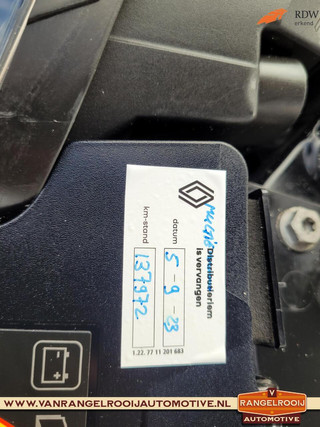 RDW
erkend
Distributieriem
is vervangen
datum 5-9-23
km-stand 137972
1.22. 77 11 201 683
WWW.VANRANGELROOIJAUTOMOTIVE.NL
V
RANGELROOIJ
AUTOMOTIVE